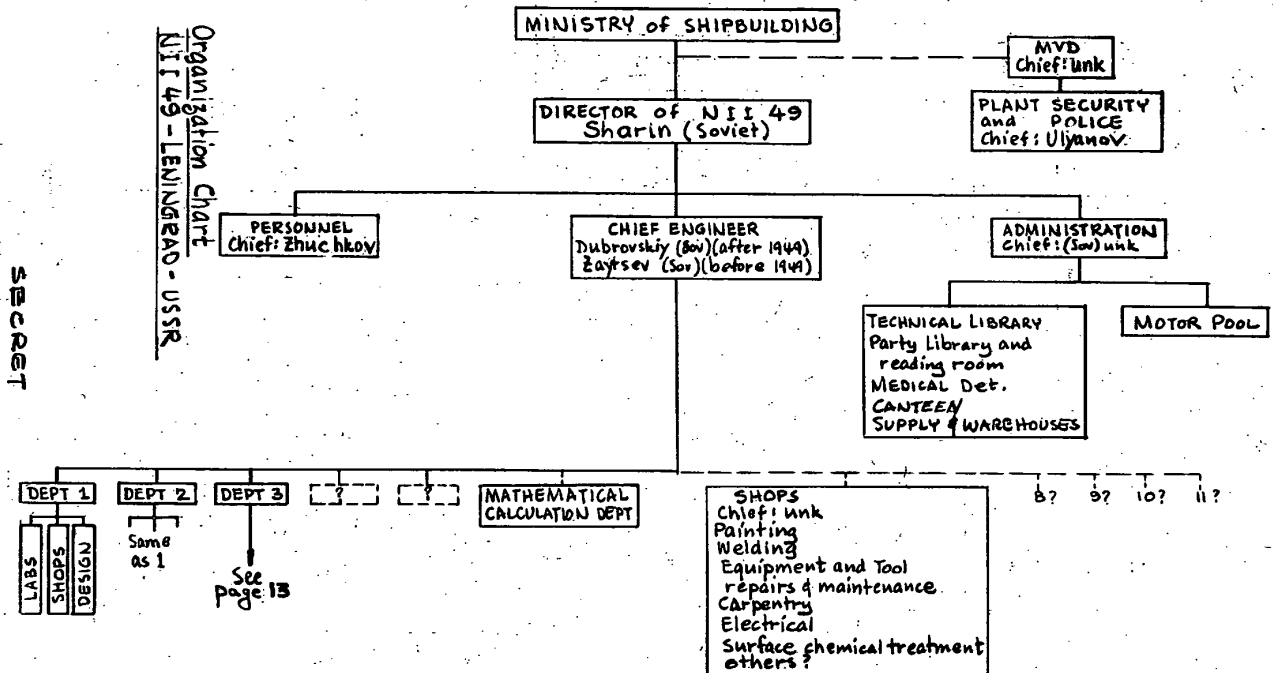 MINISTRY of SHIPBUILDING
MVD
Chief: unk
PLANT SECURITY
and POLICE
Chief: Ulyanov
DIRECTOR of NII 49
Sharin (Soviet)
Organization Chart
NII 49 - LENINGRAD - USSR
SECRET
PERSONNEL
Chief: Zhuchkov
CHIEF ENGINEER
Dubrovskiy (Sov)(after 1949)
Zaytsev (Sov)(before 1949)
ADMINISTRATION
Chief: (Sov) unk
TECHNICAL LIBRARY
Party Library and
reading room
MEDICAL Det.
CANTEEN
SUPPLY & WAREHOUSES
MOTOR POOL
DEPT 1
LABS
SHOPS
DESIGN
DEPT 2
Same
as 1
DEPT 3
See
page 13
?
?
MATHEMATICAL
CALCULATION DEPT
SHOPS
Chief: unk
Painting
Welding
Equipment and Tool
repairs & maintenance
Carpentry
Electrical
Surface chemical treatment
others?
8?
9?
10?
11?